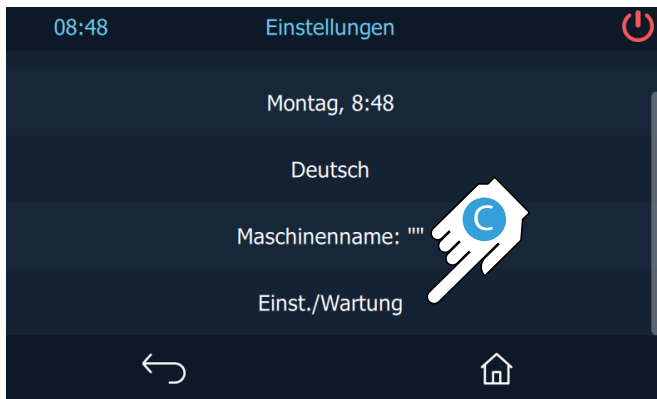 08:48 Einstellungen
Montag, 8:48
Deutsch
Maschinenname: ""
C
Einst./Wartung